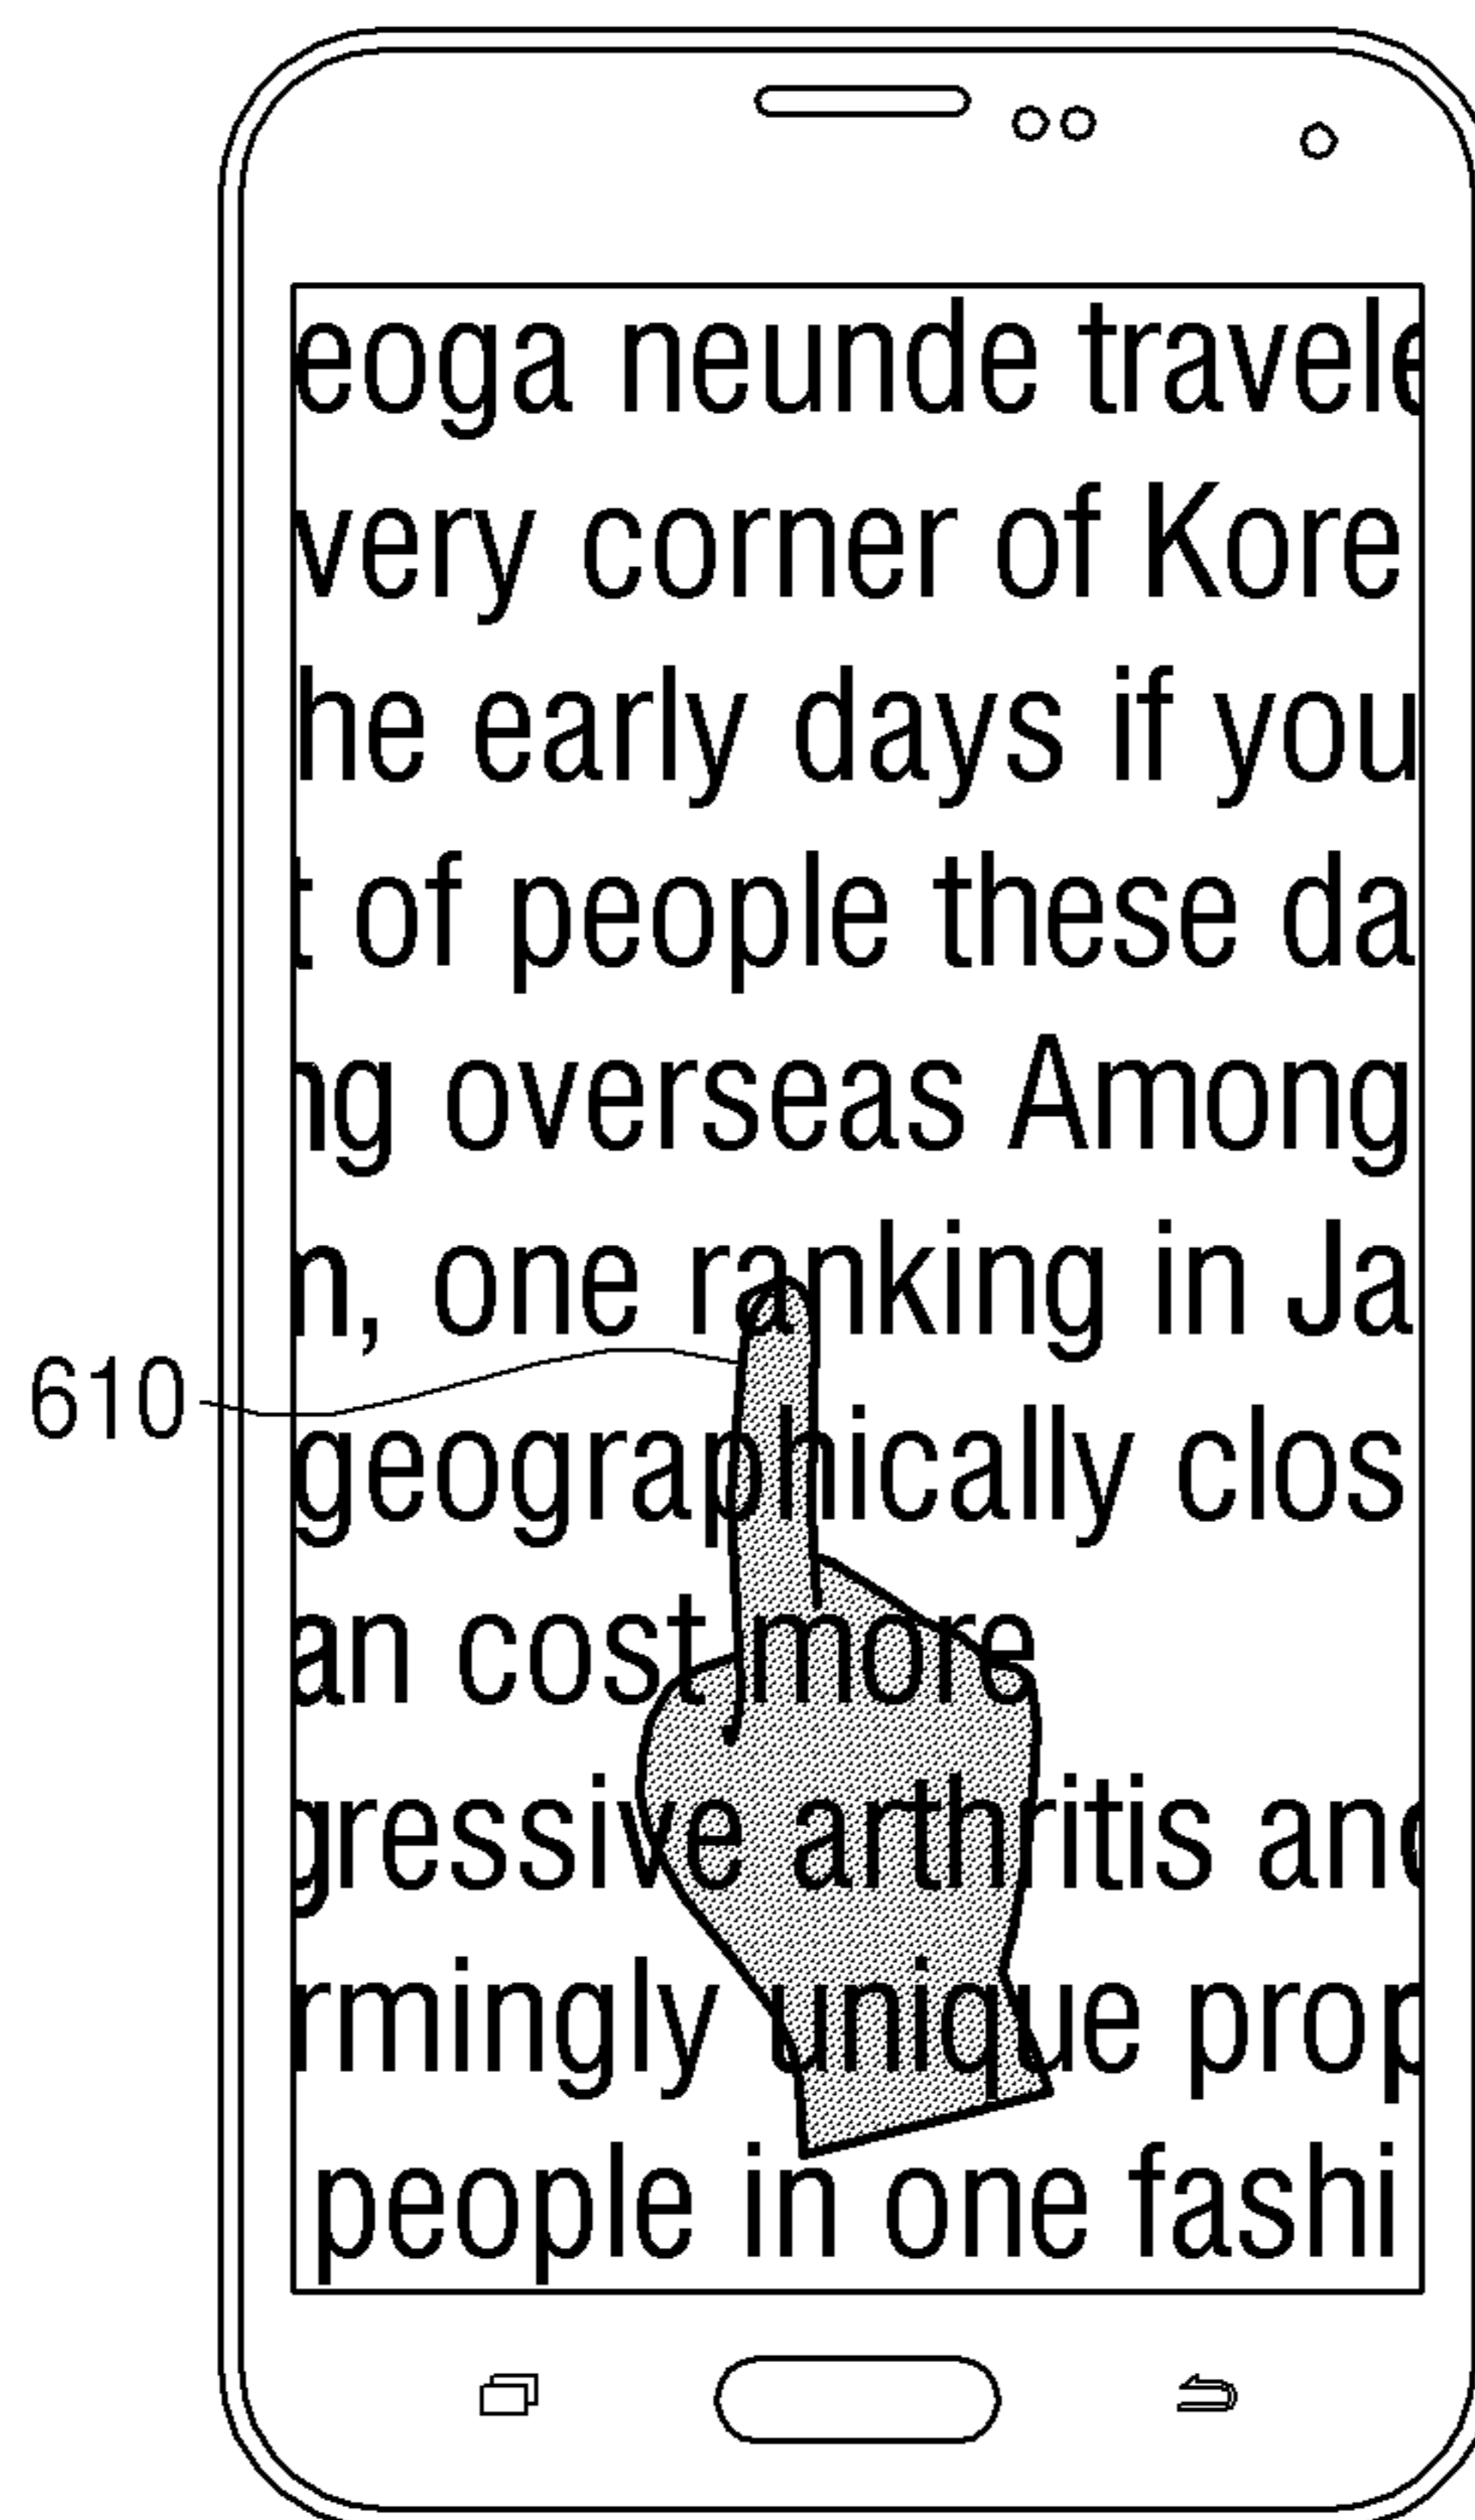 eoga neunde travele
very corner of Kore
he early days if you
t of people these da
ng overseas Among
n, one ranking in Ja
610
geographically clos
an cost more
gressive arthritis and
rmingly unique prop
people in one fashi